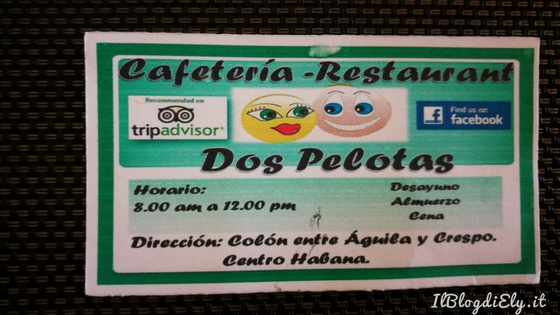 Cafetería -Restaurant
Recommended on
tripadvisor®
Find us on
facebook
Dos Pelotas
Horario:
8.00 am a 12.00 pm
Desayuno
Almuerzo
Cena
Dirección: Colón entre Águila y Crespo.
Centro Habana.
IlBlogdiEly.it